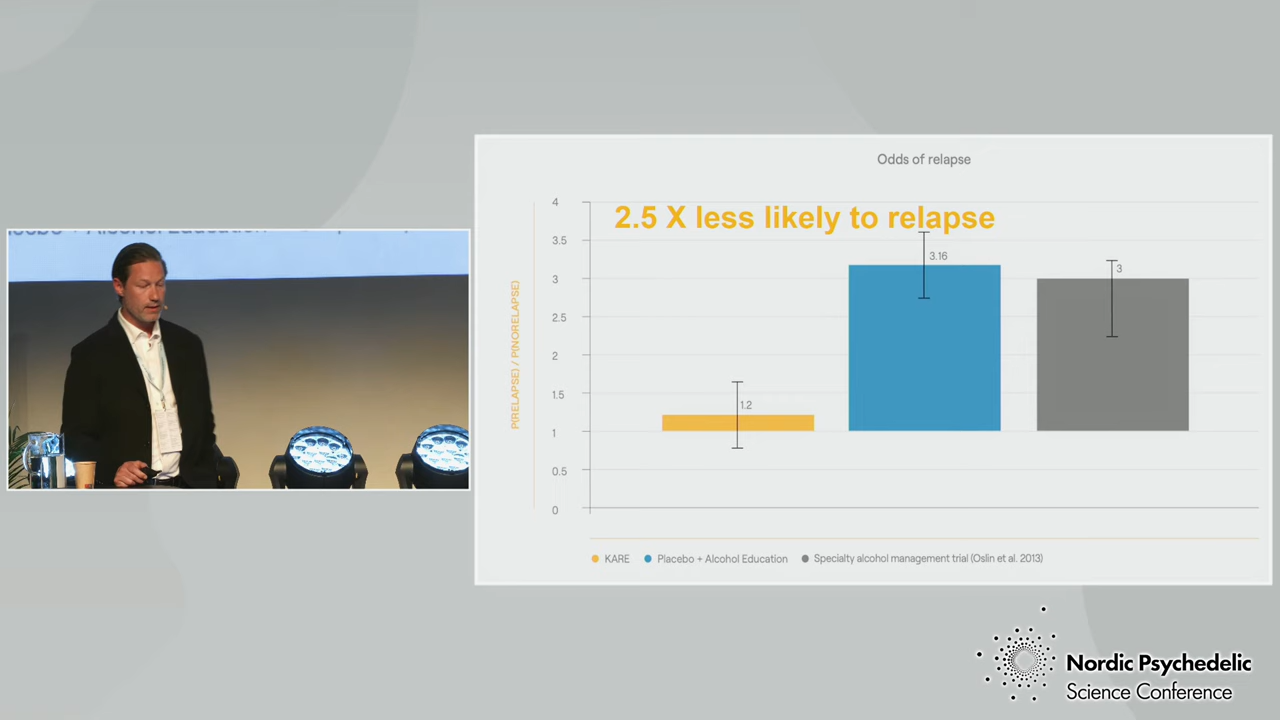 Odds of relapse
2.5 X less likely to relapse
P(RELAPSE) / P(NORELAPSE)
4
3.5
3
2.5
2
1.5
1
0.5
0
1.2
3.16
3
KARE
Placebo + Alcohol Education
Specialty alcohol management trial (Oslin et al. 2013)
Nordic Psychedelic
Science Conference